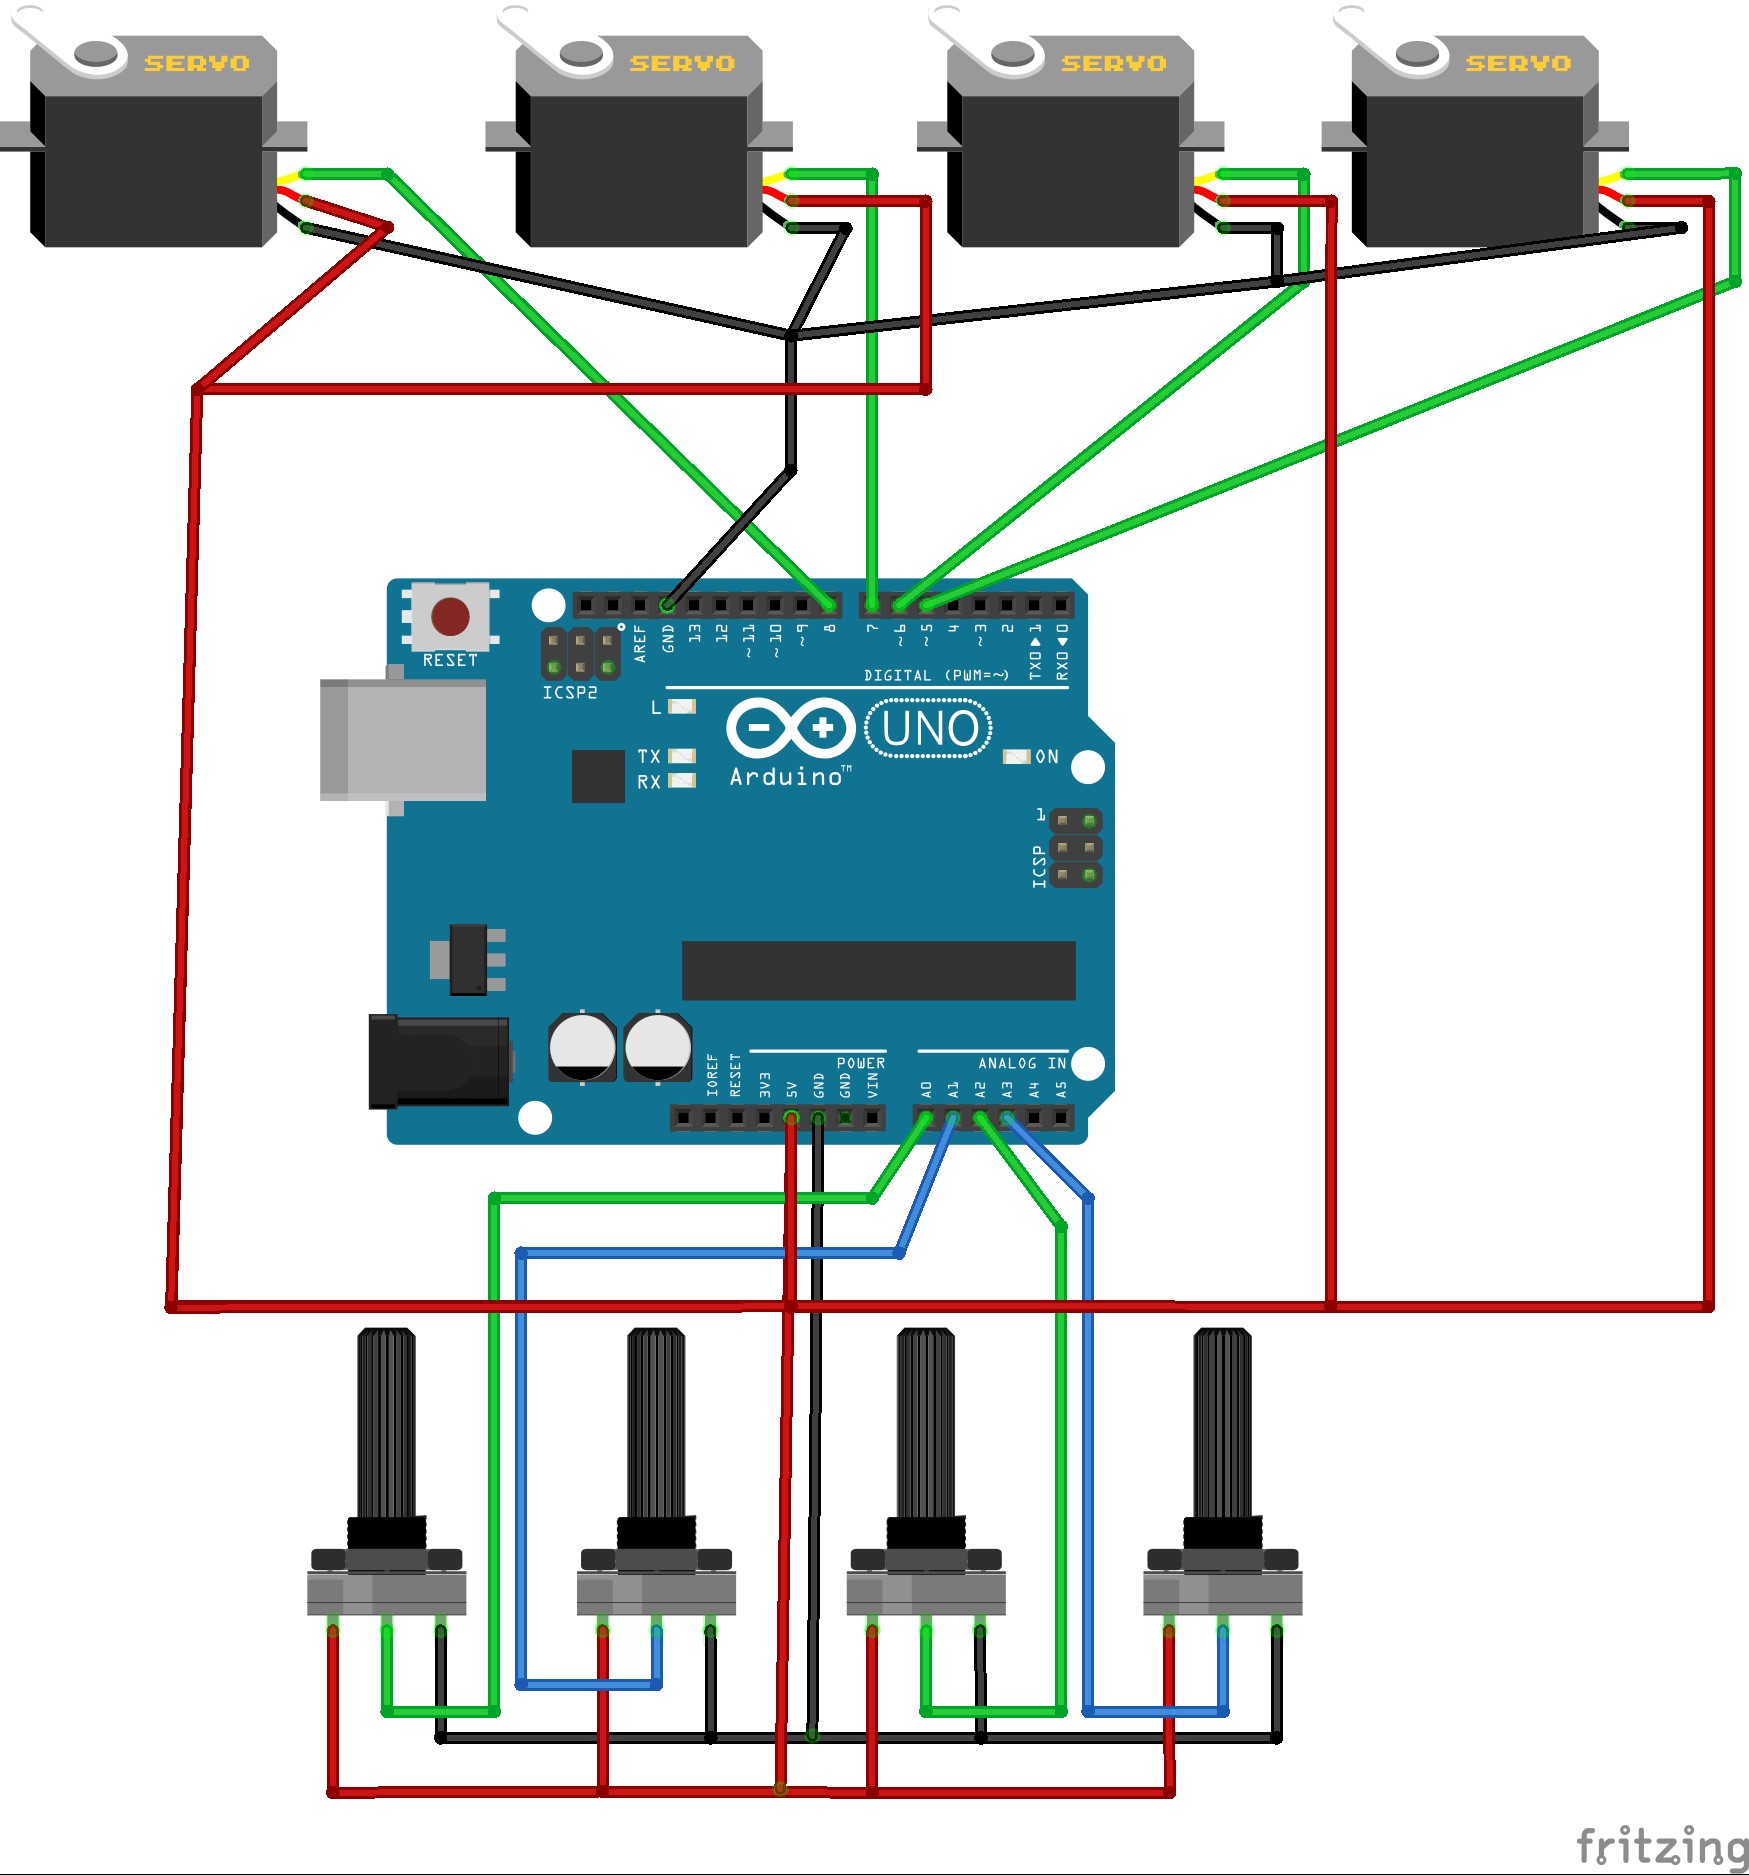 SERVO
SERVO
SERVO
SERVO
RESET
ICSP2
AREF
GND
13
12
~11
~10
~9
8
7
~6
~5
4
~3
2
TX0▶1
RX0◀0
DIGITAL (PWM=~)
L
TX
RX
UNO
Arduino™
ON
1
ICSP
POWER
ANALOG IN
IOREF
RESET
3V3
5V
GND
GND
VIN
A0
A1
A2
A3
A4
A5
fritzing